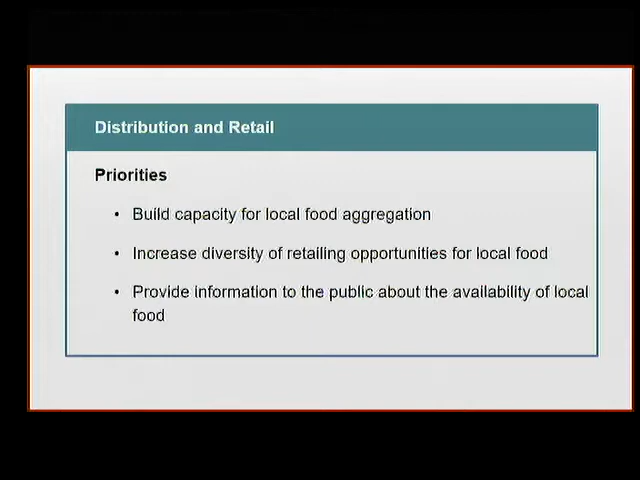 Distribution and Retail
Priorities
• Build capacity for local food aggregation
• Increase diversity of retailing opportunities for local food
• Provide information to the public about the availability of local
food